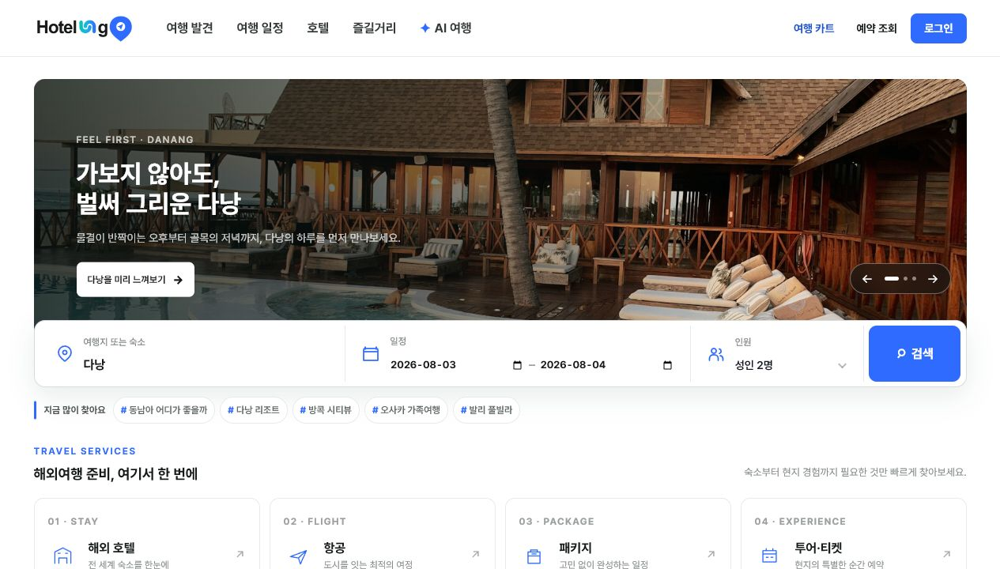 Hotelngg
여행 발견
여행 일정
호텔
즐길거리
AI 여행
여행 카트
예약 조회
로그인
FEEL FIRST · DANANG
가보지 않아도,
벌써 그리운 다낭
물결이 반짝이는 오후부터 골목의 저녁까지, 다낭의 하루를 먼저 만나보세요.
다낭을 미리 느껴보기 →
여행지 또는 숙소
다낭
일정
2026-08-03 – 2026-08-04
인원
성인 2명
검색
지금 많이 찾아요
# 동남아 어디가 좋을까
# 다낭 리조트
# 방콕 시티뷰
# 오사카 가족여행
# 발리 풀빌라
TRAVEL SERVICES
해외여행 준비, 여기서 한 번에
숙소부터 현지 경험까지 필요한 것만 빠르게 찾아보세요.
01 · STAY
해외 호텔
전 세계 숙소를 한눈에
02 · FLIGHT
항공
도시를 잇는 최적의 여정
03 · PACKAGE
패키지
고민 없이 완성하는 일정
04 · EXPERIENCE
투어·티켓
현지의 특별한 순간 예약